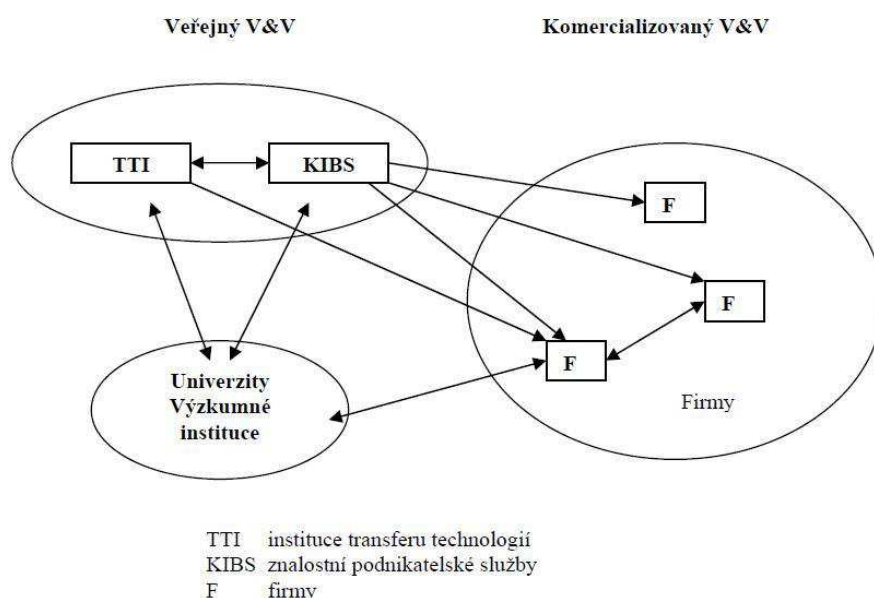 Veřejný V&V
Komercializovaný V&V
TTI
KIBS
F
F
F
Univerzity
Výzkumné
instituce
Firmy
TTI instituce transferu technologií
KIBS znalostní podnikatelské služby
F firmy